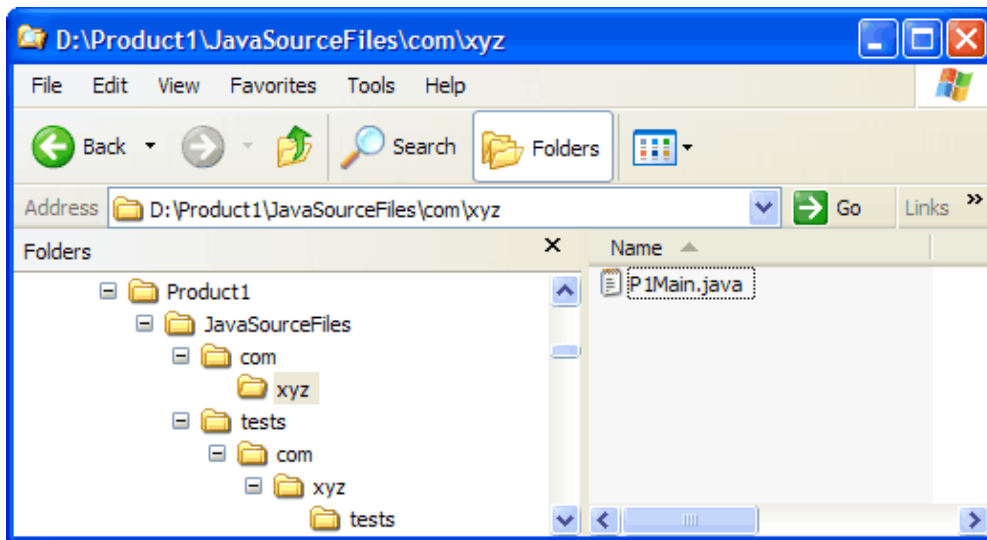 D:\Product1\JavaSourceFiles\com\xyz
File Edit View Favorites Tools Help
Back Search Folders
Address D:\Product1\JavaSourceFiles\com\xyz Go Links »
Folders × Name
Product1 P1Main.java
JavaSourceFiles
com
xyz
tests
com
xyz
tests